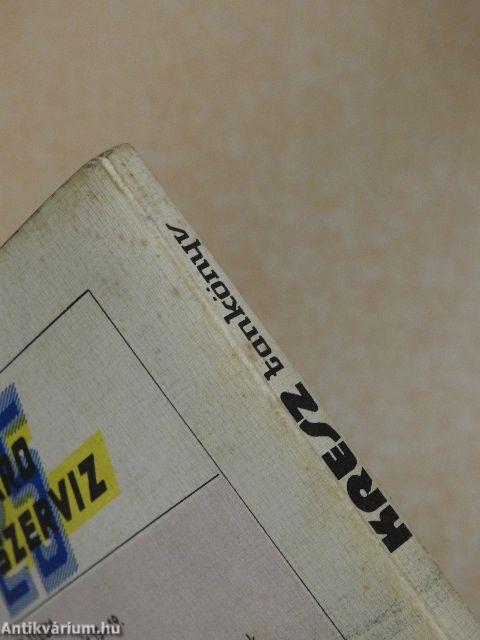 KRESZ tankönyv
SZERVIZ
Antikvárium.hu